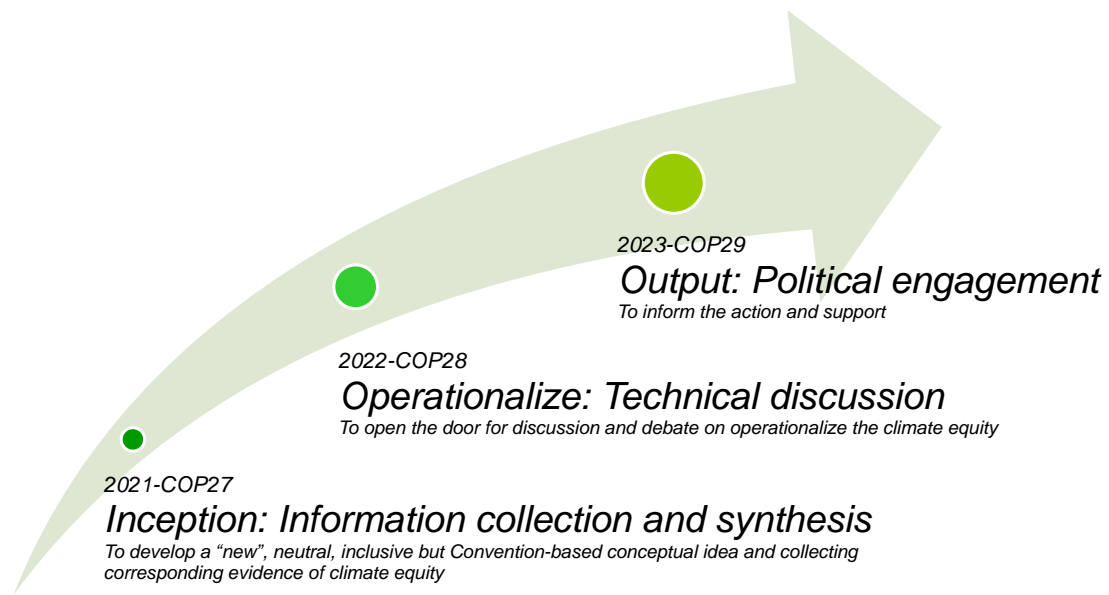 2023-COP29
Output: Political engagement
To inform the action and support
2022-COP28
Operationalize: Technical discussion
To open the door for discussion and debate on operationalize the climate equity
2021-COP27
Inception: Information collection and synthesis
To develop a “new”, neutral, inclusive but Convention-based conceptual idea and collecting
corresponding evidence of climate equity